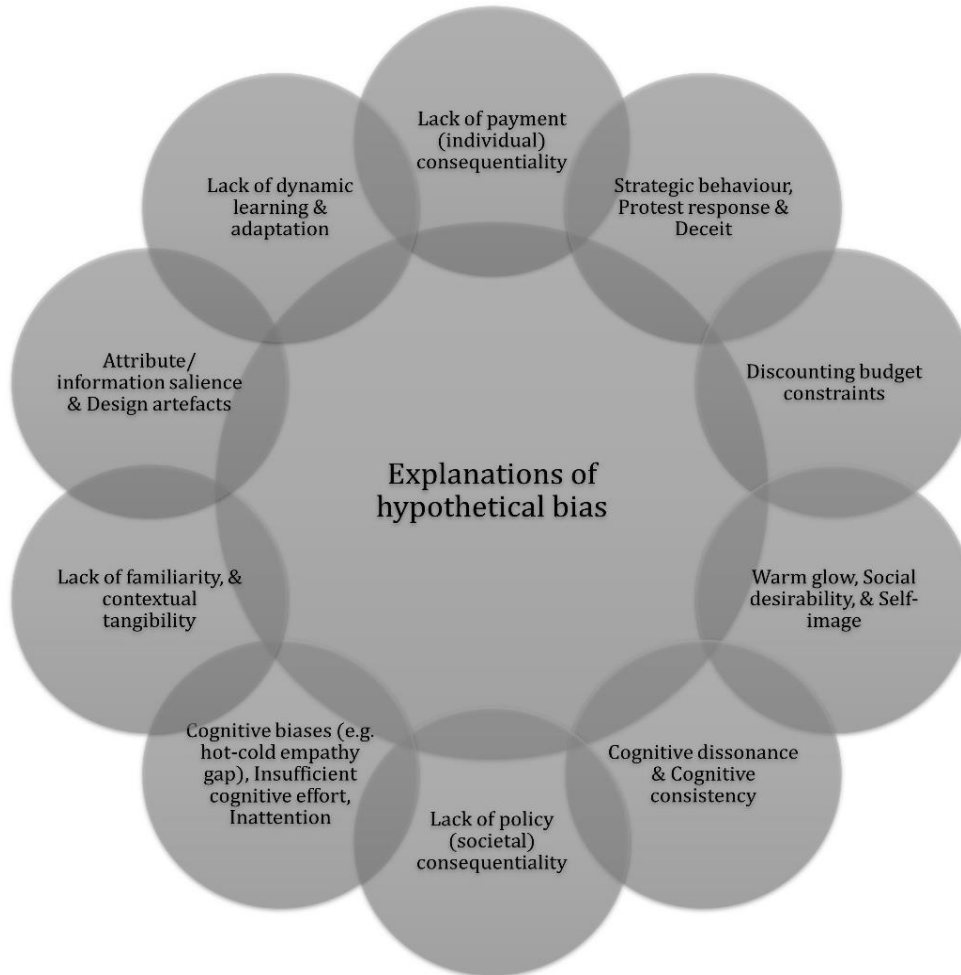 Lack of payment
(individual)
consequentiality
Strategic behaviour,
Protest response &
Deceit
Discounting budget
constraints
Warm glow, Social
desirability, & Self-
image
Cognitive dissonance
& Cognitive
consistency
Lack of policy
(societal)
consequentiality
Cognitive biases (e.g.
hot-cold empathy
gap), Insufficient
cognitive effort,
Inattention
Lack of familiarity, &
contextual
tangibility
Attribute/
information salience
& Design artefacts
Lack of dynamic
learning &
adaptation
Explanations of
hypothetical bias